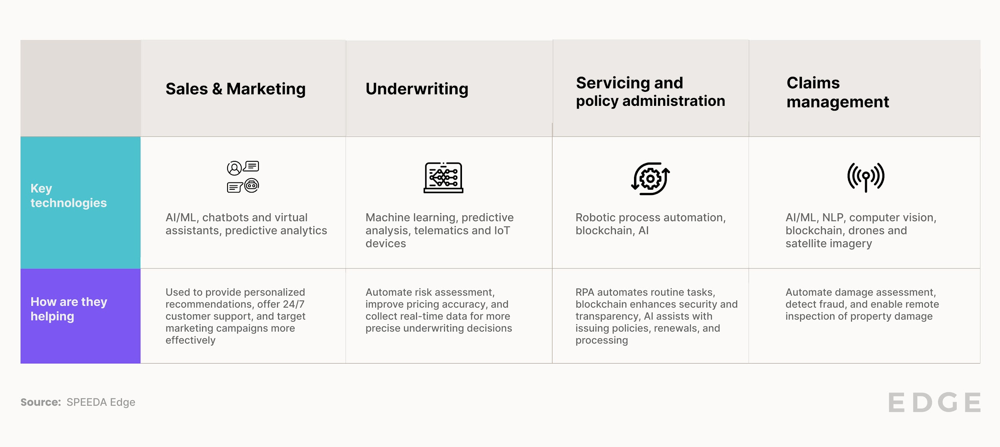 Sales & Marketing
Underwriting
Servicing and
policy administration
Claims
management
Key
technologies
AI/ML, chatbots and virtual
assistants, predictive analytics
Machine learning, predictive
analysis, telematics and IoT
devices
Robotic process automation,
blockchain, AI
AI/ML, NLP, computer vision,
blockchain, drones and
satellite imagery
How are they
helping
Used to provide personalized
recommendations, offer 24/7
customer support, and target
marketing campaigns more
effectively
Automate risk assessment,
improve pricing accuracy, and
collect real-time data for more
precise underwriting decisions
RPA automates routine tasks,
blockchain enhances security and
transparency, AI assists with
issuing policies, renewals, and
processing
Automate damage assessment,
detect fraud, and enable remote
inspection of property damage
Source: SPEEDA Edge
EDGE